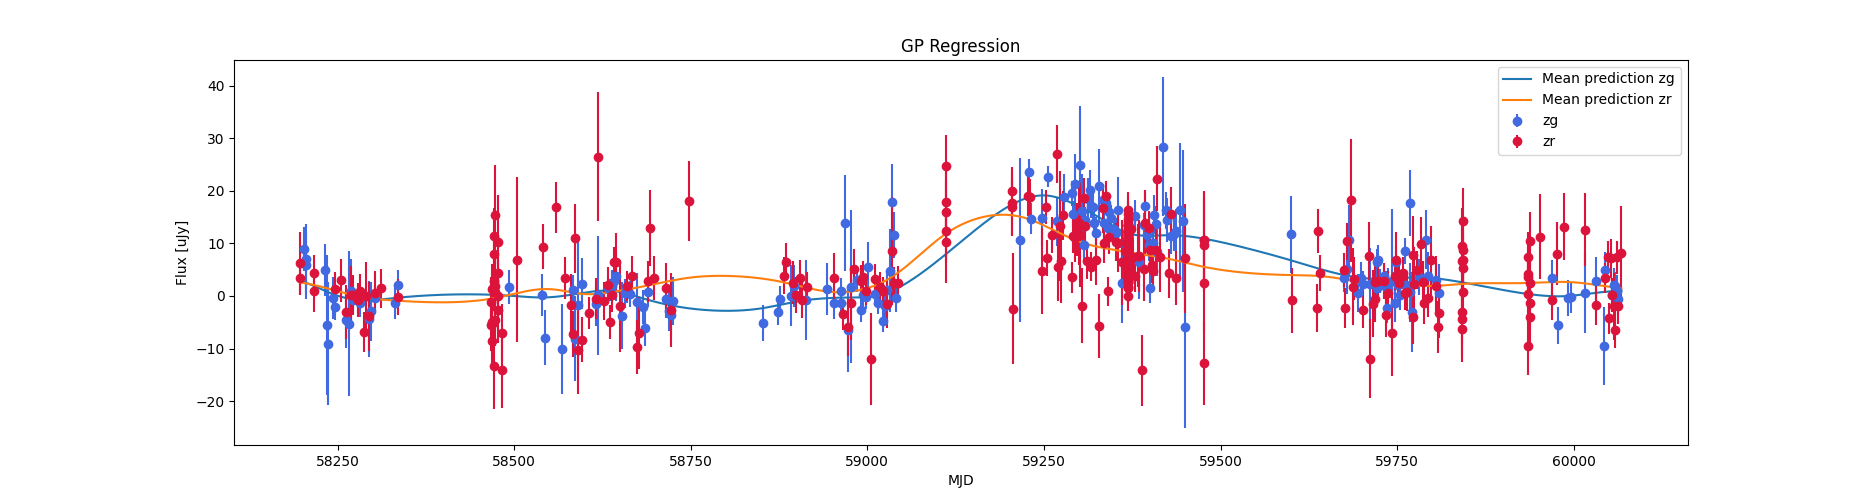 GP Regression
Flux [uJy]
40
30
20
10
0
−10
−20
Mean prediction zg
Mean prediction zr
zg
zr
58250 58500 58750 59000 59250 59500 59750 60000
MJD